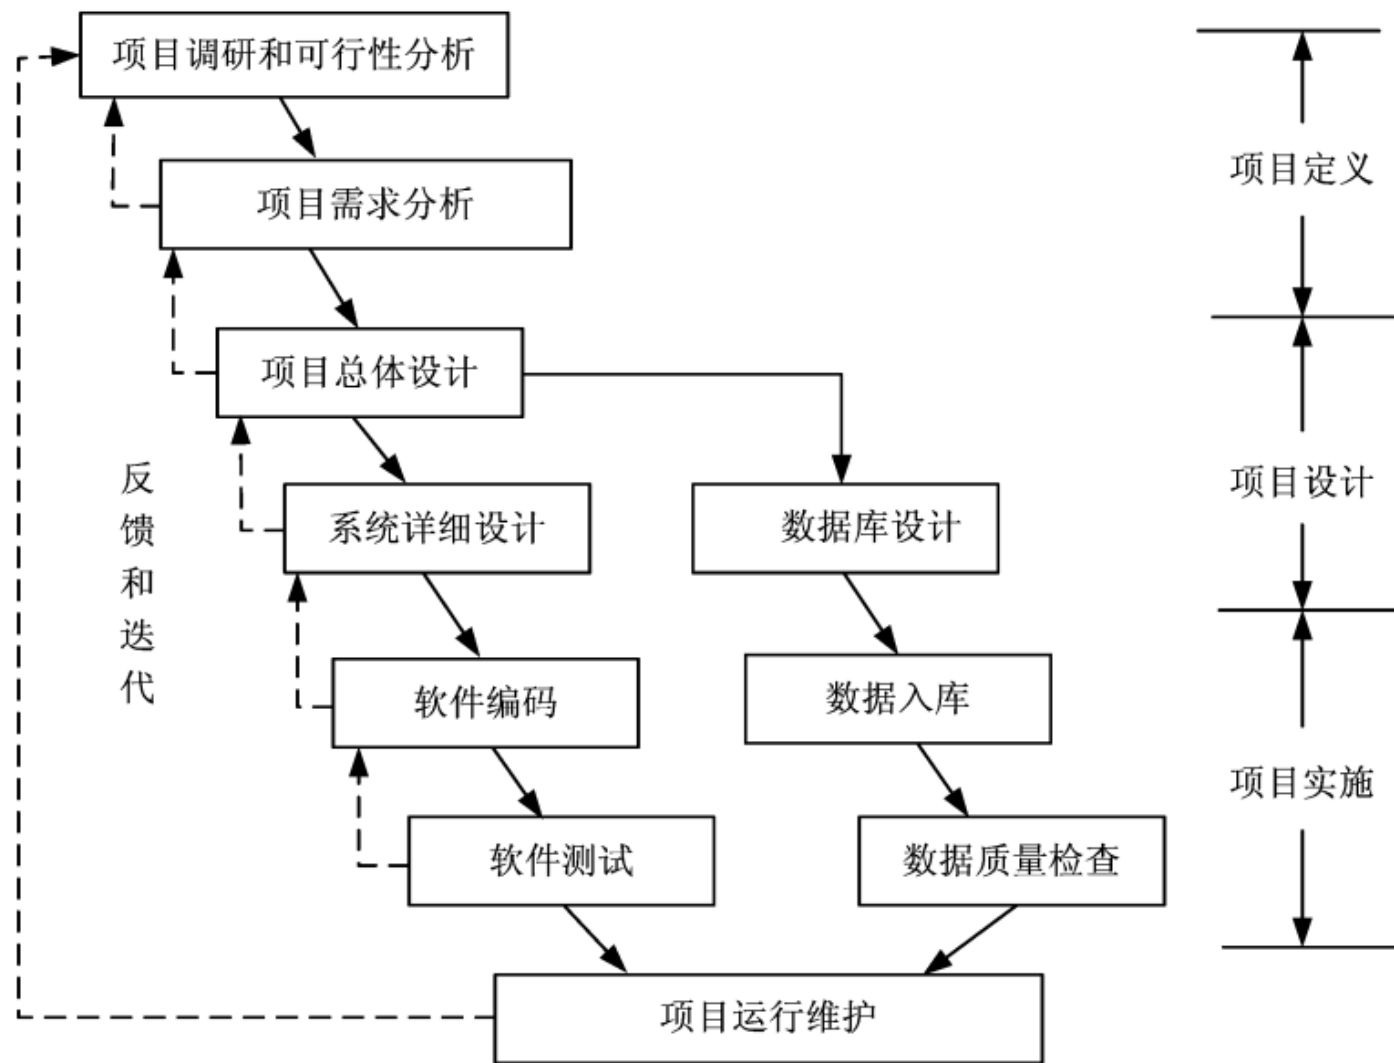 项目调研和可行性分析
项目需求分析
项目总体设计
系统详细设计
数据库设计
软件编码
数据入库
软件测试
数据质量检查
项目运行维护
反馈和迭代
项目定义
项目设计
项目实施